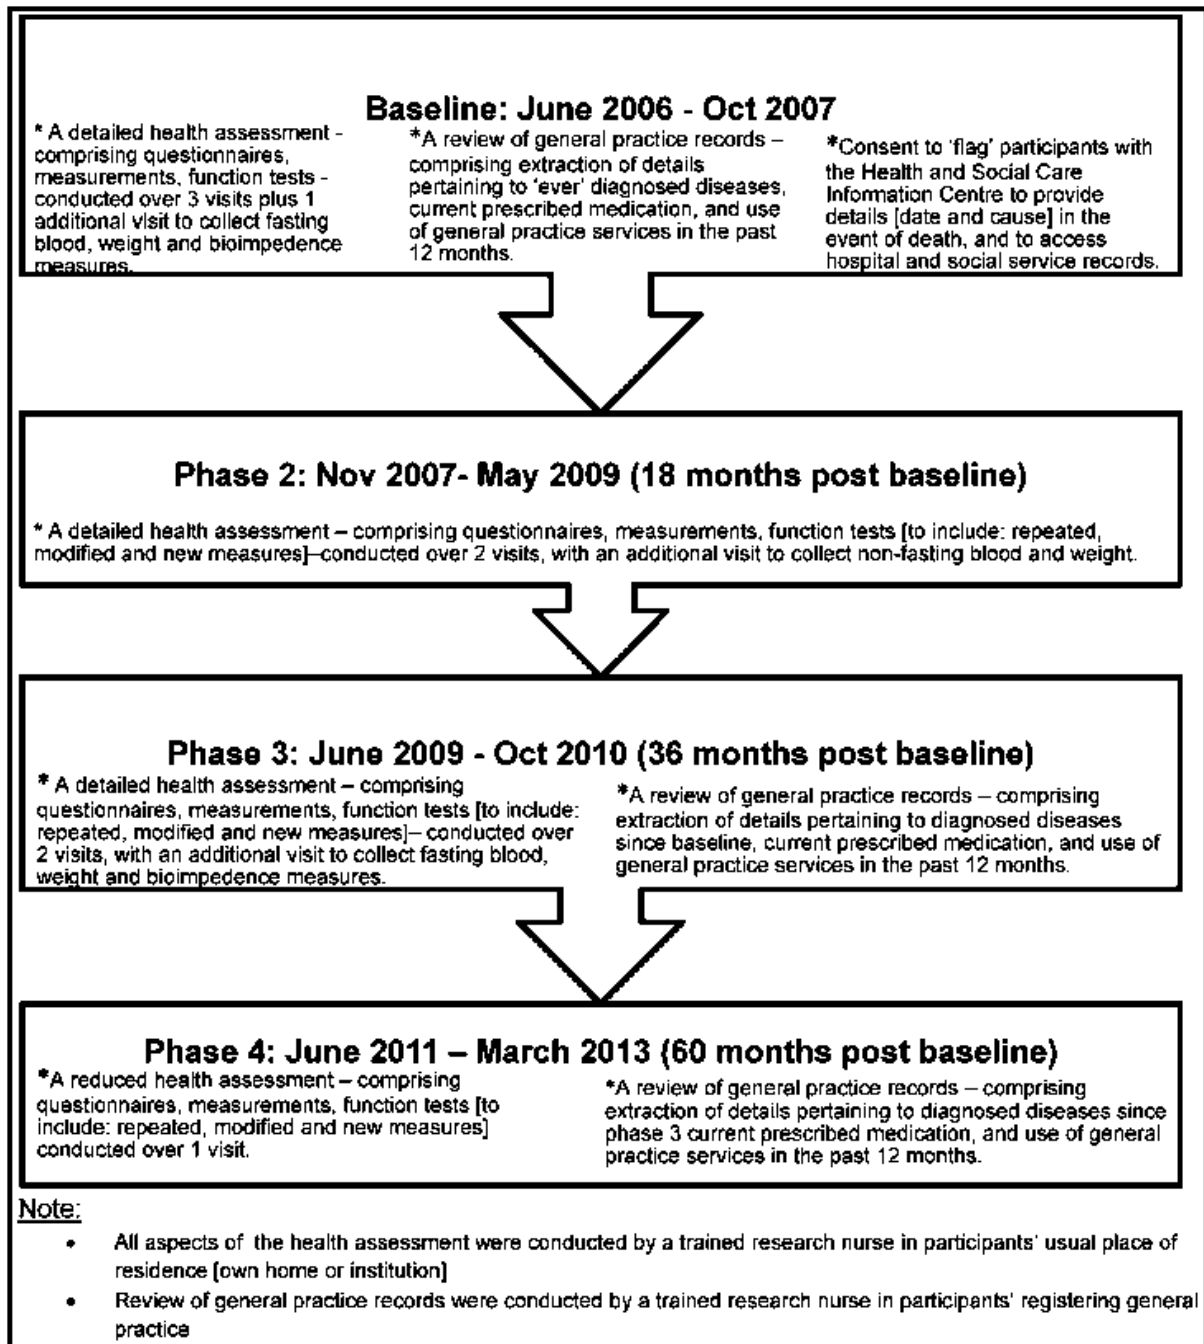 Baseline: June 2006 - Oct 2007
* A detailed health assessment -
comprising questionnaires,
measurements, function tests -
conducted over 3 visits plus 1
additional visit to collect fasting
blood, weight and bioimpedence
measures.
*A review of general practice records –
comprising extraction of details
pertaining to ‘ever’ diagnosed diseases,
current prescribed medication, and use
of general practice services in the past
12 months.
*Consent to ‘flag’ participants with
the Health and Social Care
Information Centre to provide
details [date and cause] in the
event of death, and to access
hospital and social service records.
Phase 2: Nov 2007- May 2009 (18 months post baseline)
* A detailed health assessment – comprising questionnaires, measurements, function tests [to include: repeated,
modified and new measures]–conducted over 2 visits, with an additional visit to collect non-fasting blood and weight.
Phase 3: June 2009 - Oct 2010 (36 months post baseline)
* A detailed health assessment – comprising
questionnaires, measurements, function tests [to include:
repeated, modified and new measures]– conducted over
2 visits, with an additional visit to collect fasting blood,
weight and bioimpedence measures.
*A review of general practice records – comprising
extraction of details pertaining to diagnosed diseases
since baseline, current prescribed medication, and use of
general practice services in the past 12 months.
Phase 4: June 2011 – March 2013 (60 months post baseline)
*A reduced health assessment – comprising
questionnaires, measurements, function tests [to
include: repeated, modified and new measures]
conducted over 1 visit.
*A review of general practice records – comprising
extraction of details pertaining to diagnosed diseases since
phase 3 current prescribed medication, and use of general
practice services in the past 12 months.
Note:
• All aspects of the health assessment were conducted by a trained research nurse in participants’ usual place of
residence [own home or institution]
• Review of general practice records were conducted by a trained research nurse in participants’ registering general
practice